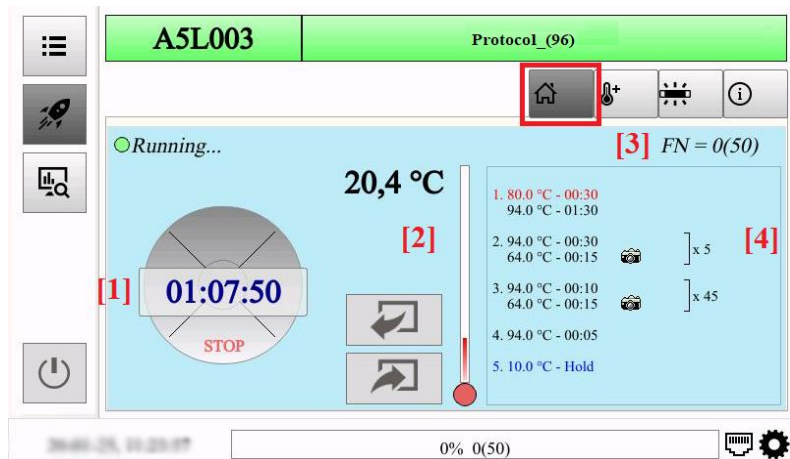 A5L003
Protocol_(96)
Running...
[3] FN = 0(50)
20,4 °C
[2]
[1]
01:07:50
STOP
1. 80.0 °C - 00:30
94.0 °C - 01:30
2. 94.0 °C - 00:30
64.0 °C - 00:15
x 5
[4]
3. 94.0 °C - 00:10
64.0 °C - 00:15
x 45
4. 94.0 °C - 00:05
5. 10.0 °C - Hold
0% 0(50)